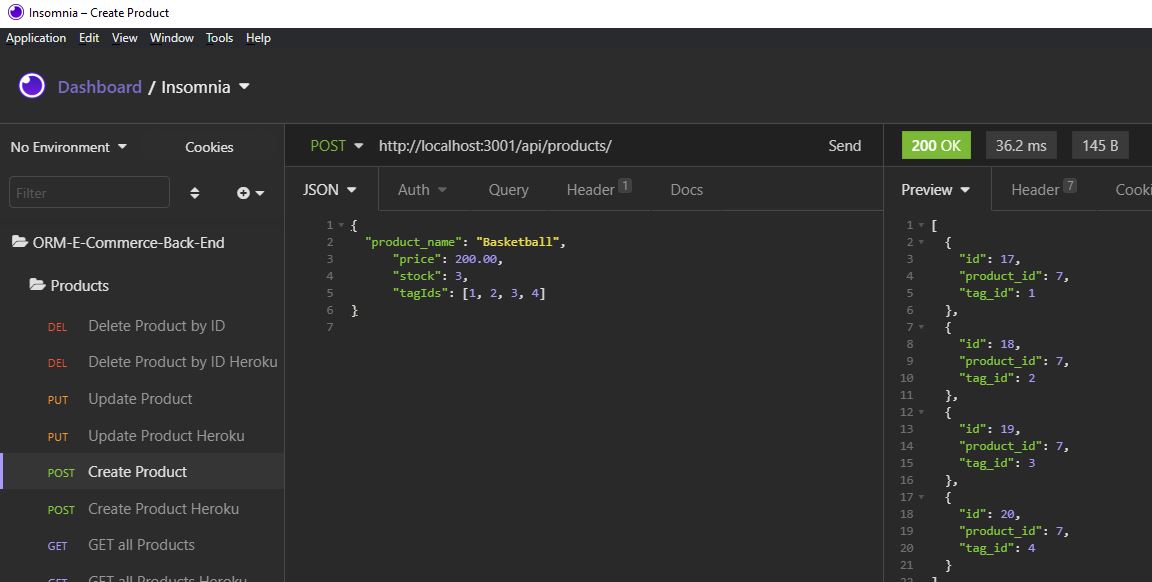 Insomnia – Create Product
Application Edit View Window Tools Help
Dashboard / Insomnia
No Environment Cookies
Filter
ORM-E-Commerce-Back-End
Products
DEL Delete Product by ID
DEL Delete Product by ID Heroku
PUT Update Product
PUT Update Product Heroku
POST Create Product
POST Create Product Heroku
GET GET all Products
GET GET all Products Heroku
POST http://localhost:3001/api/products/ Send
JSON Auth Query Header 1 Docs
1 {
2 "product_name": "Basketball",
3 "price": 200.00,
4 "stock": 3,
5 "tagIds": [1, 2, 3, 4]
6 }
7
200 OK 36.2 ms 145 B
Preview Header 7 Cooki
1 [
2 {
3 "id": 17,
4 "product_id": 7,
5 "tag_id": 1
6 },
7 {
8 "id": 18,
9 "product_id": 7,
10 "tag_id": 2
11 },
12 {
13 "id": 19,
14 "product_id": 7,
15 "tag_id": 3
16 },
17 {
18 "id": 20,
19 "product_id": 7,
20 "tag_id": 4
21 }
22 ]